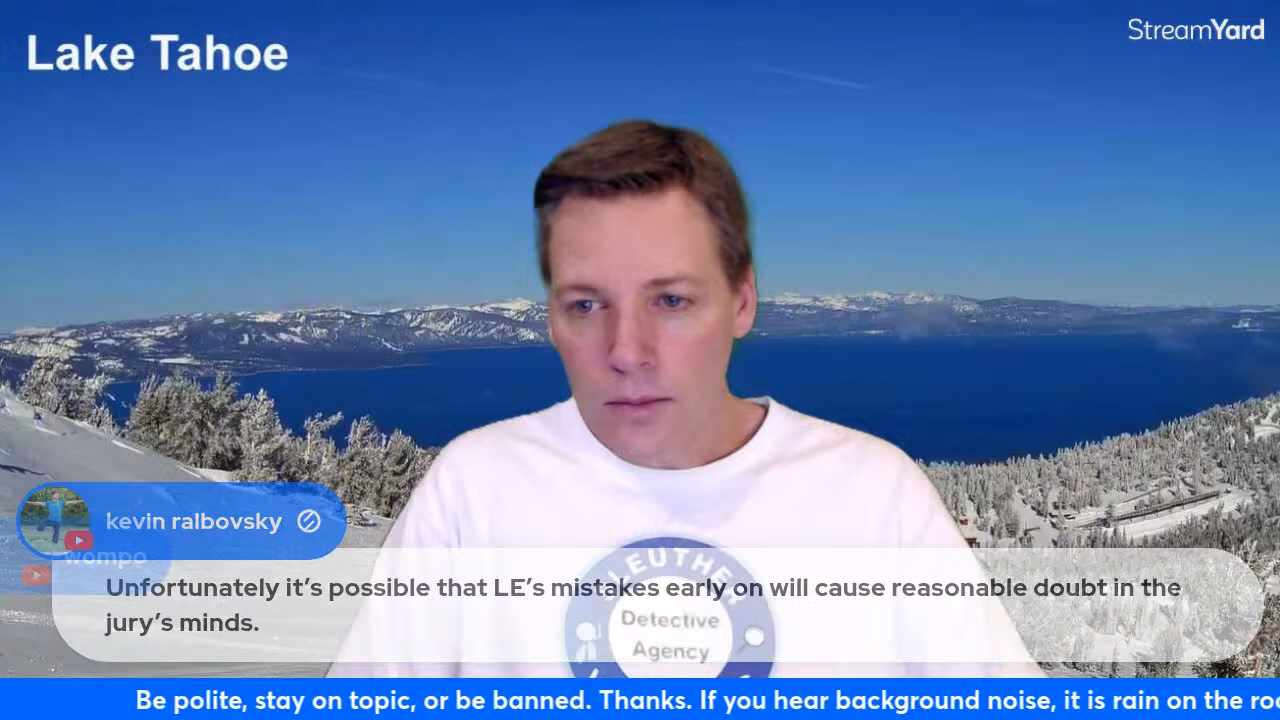 Lake Tahoe
StreamYard
kevin ralbovsky
wompo
Unfortunately it's possible that LE's mistakes early on will cause reasonable doubt in the
jury's minds.
Detective
Agency
Be polite, stay on topic, or be banned. Thanks. If you hear background noise, it is rain on the